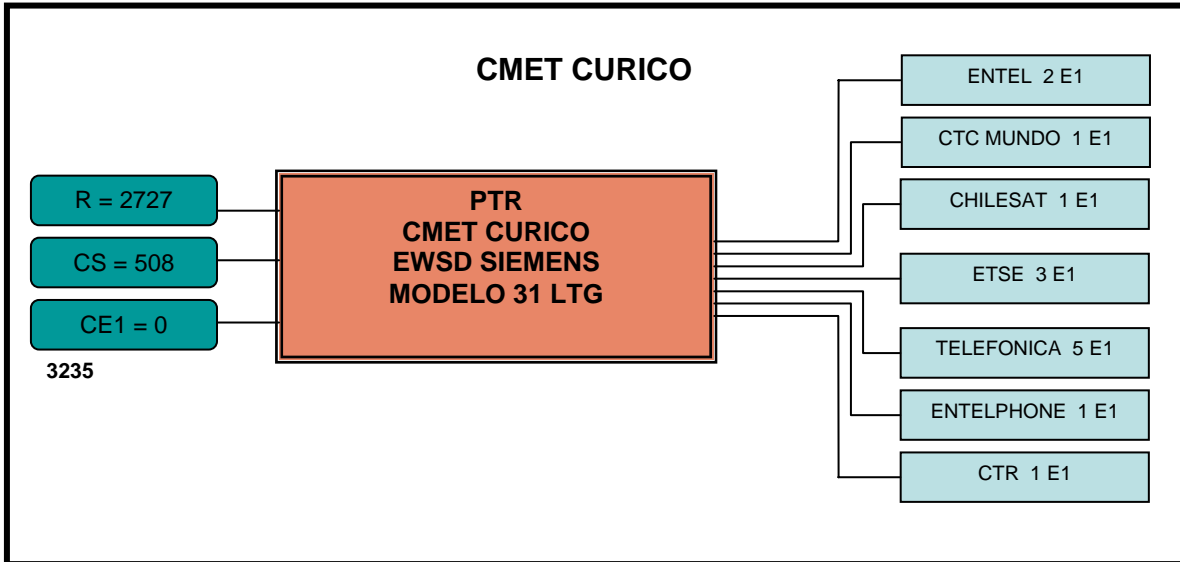 CMET CURICO
R = 2727
CS = 508
CE1 = 0
3235
PTR
CMET CURICO
EWSD SIEMENS
MODELO 31 LTG
ENTEL 2 E1
CTC MUNDO 1 E1
CHILESAT 1 E1
ETSE 3 E1
TELEFONICA 5 E1
ENTELPHONE 1 E1
CTR 1 E1